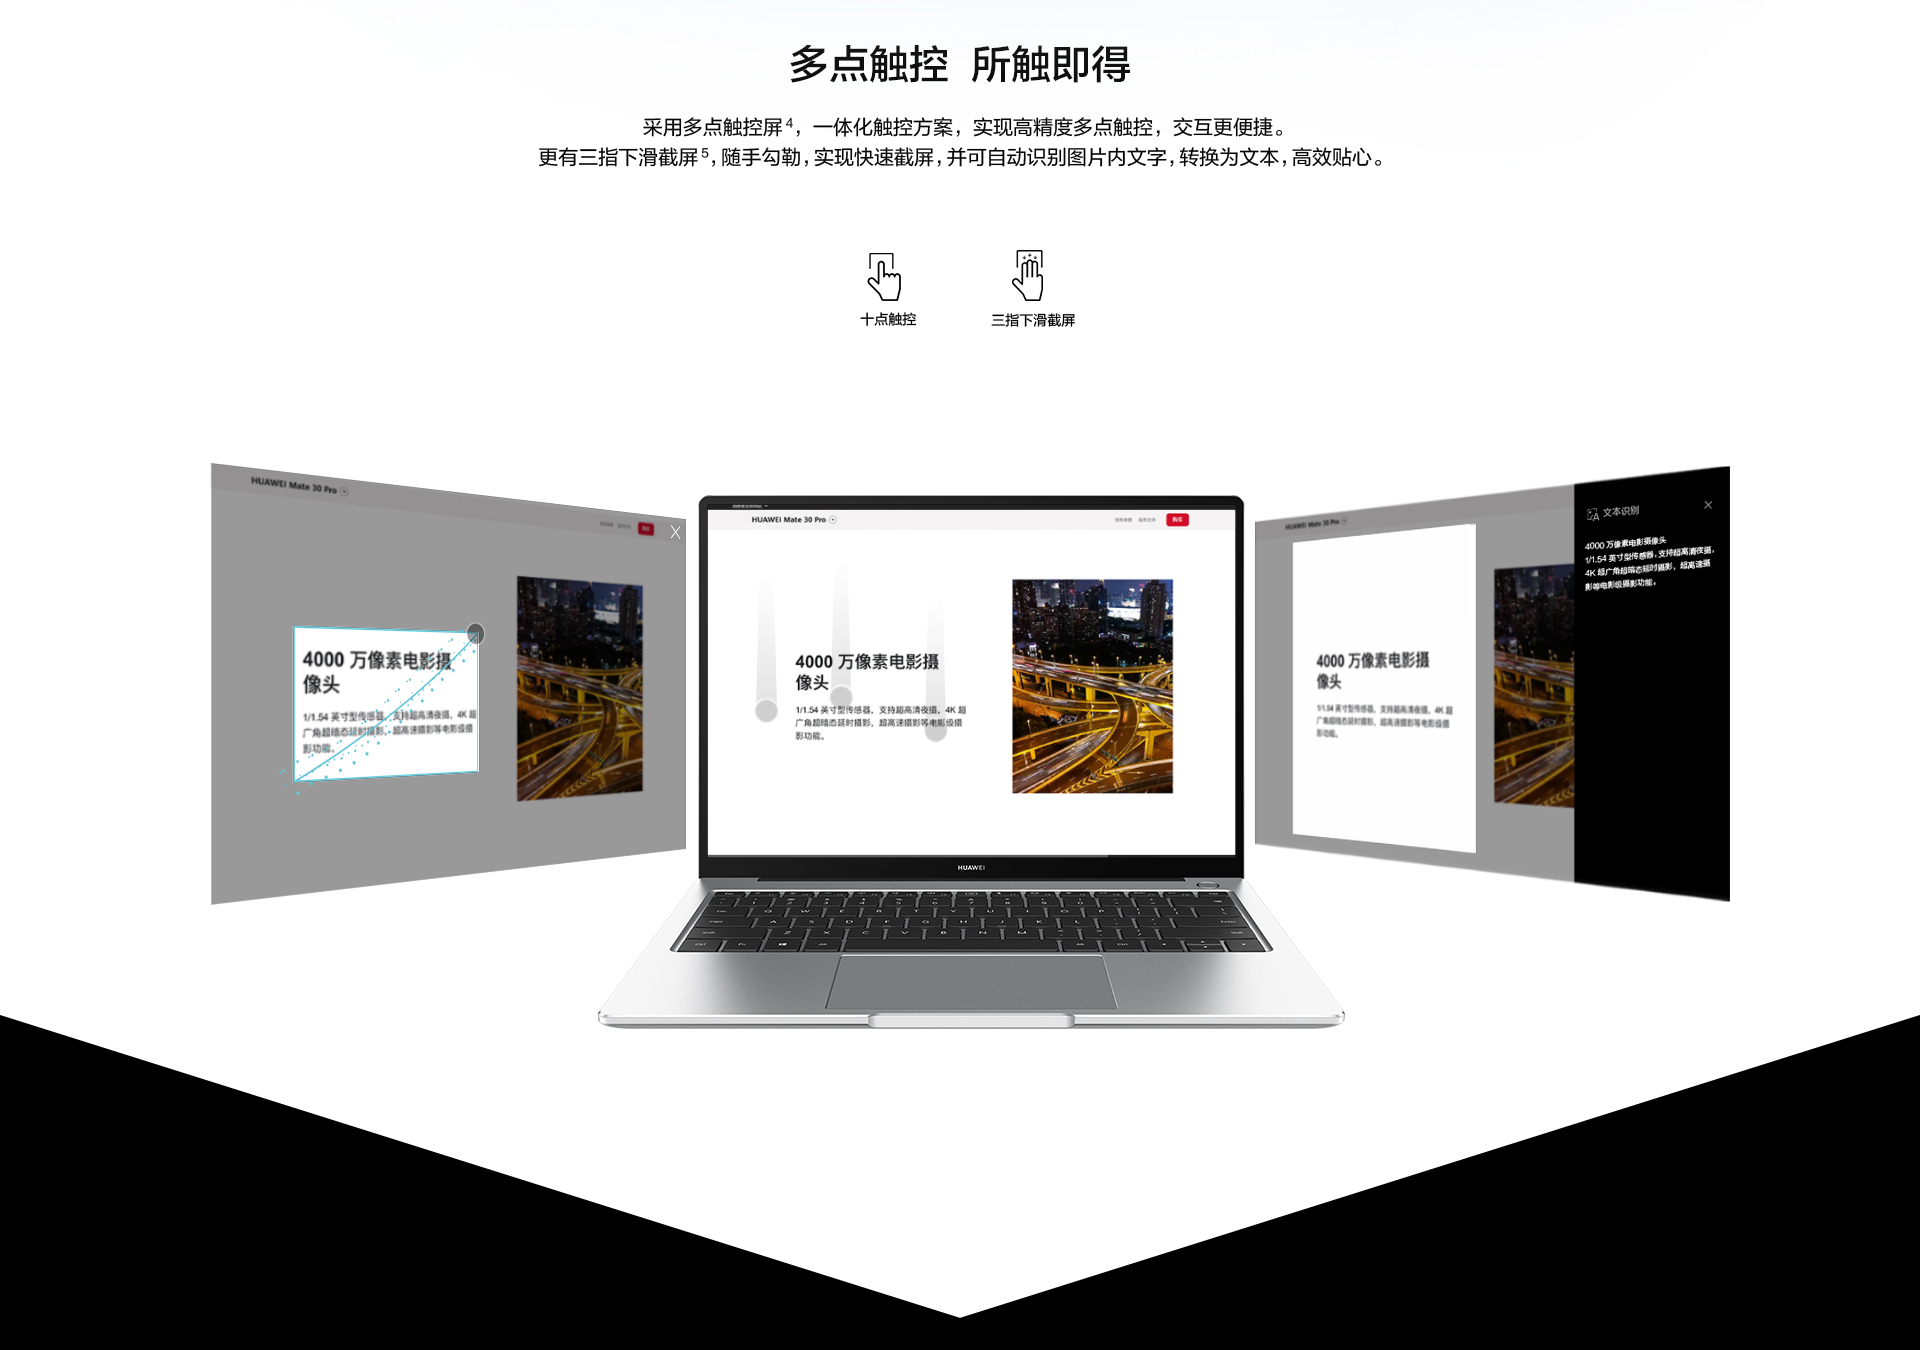 多点触控 所触即得
采用多点触控屏4，一体化触控方案，实现高精度多点触控，交互更便捷。
更有三指下滑截屏5，随手勾勒，实现快速截屏，并可自动识别图片内文字，转换为文本，高效贴心。
十点触控
三指下滑截屏
HUAWEI Mate 30 Pro
购买
X
4000 万像素电影摄
像头
1/1.54 英寸型传感器，支持超高清夜摄，4K 超
广角超暗态延时摄影，超高速摄影等电影级摄
影功能。
HUAWEI Mate 30 Pro
购买
4000 万像素电影摄
像头
1/1.54 英寸型传感器，支持超高清夜摄，4K 超
广角超暗态延时摄影，超高速摄影等电影级摄
影功能。
HUAWEI
HUAWEI Mate 30 Pro
4000 万像素电影摄
像头
1/1.54 英寸型传感器，支持超高清夜摄，4K 超
广角超暗态延时摄影，超高速摄影等电影级摄
影功能。
文本识别
4000 万像素电影摄像头
1/1.54 英寸型传感器，支持超高清夜摄，
4K 超广角超暗态延时摄影，超高速摄
影等电影级摄影功能。